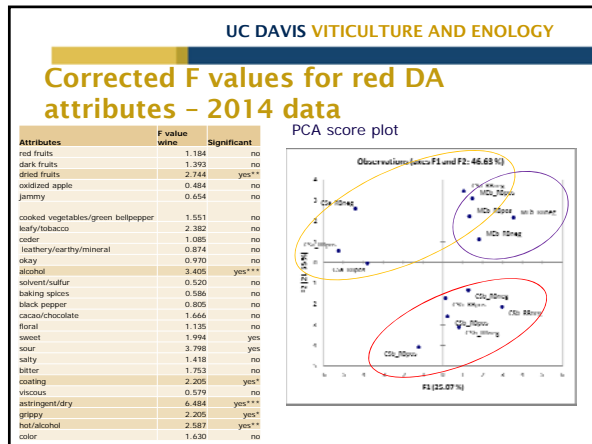 UC DAVIS VITICULTURE AND ENOLOGY
Corrected F values for red DA
attributes – 2014 data
Attributes F value wine Significant
red fruits 1.184 no
dark fruits 1.393 no
dried fruits 2.744 yes**
oxidized apple 0.484 no
jammy 0.654 no
cooked vegetables/green bellpepper 1.551 no
leafy/tobacco 2.382 no
ceder 1.085 no
/leathery/earthy/mineral 0.874 no
okay 0.970 no
alcohol 3.405 yes***
solvent/sulfur 0.520 no
baking spices 0.586 no
black pepper 0.805 no
cacao/chocolate 1.666 no
floral 1.135 no
sweet 1.994 yes
sour 3.798 yes
salty 1.418 no
bitter 1.753 no
coating 2.205 yes*
viscous 0.579 no
astringent/dry 6.484 yes***
grippy 2.205 yes*
hot/alcohol 2.587 yes**
color 1.630 no
PCA score plot
Observations (axes F1 and F2: 46.63 %)
MEb_R0pos
MEb_R0pos
MEb_R0neg
CSb_R0pos
F1 (25.07 %)